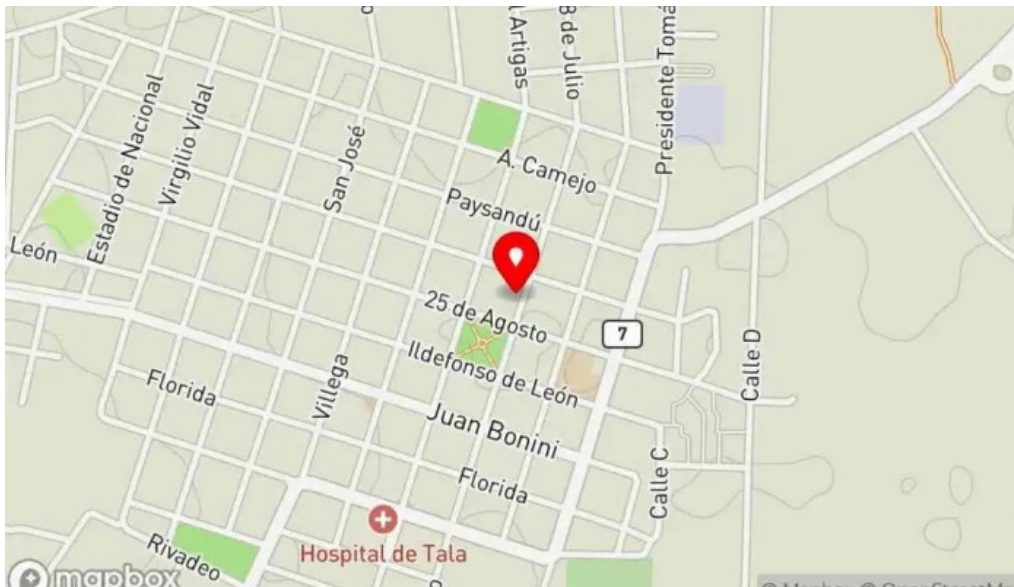 l Artigas
8 de Julio
Presidente Tomá
Estadio de Nacional
Virgilio Vidal
San José
A. Camejo
Paysandú
León
25 de Agosto
7
Ildefonso de León
Calle D
Villega
Florida
Juan Bonini
Florida
Calle C
Hospital de Tala
Rivadeo
mapbox